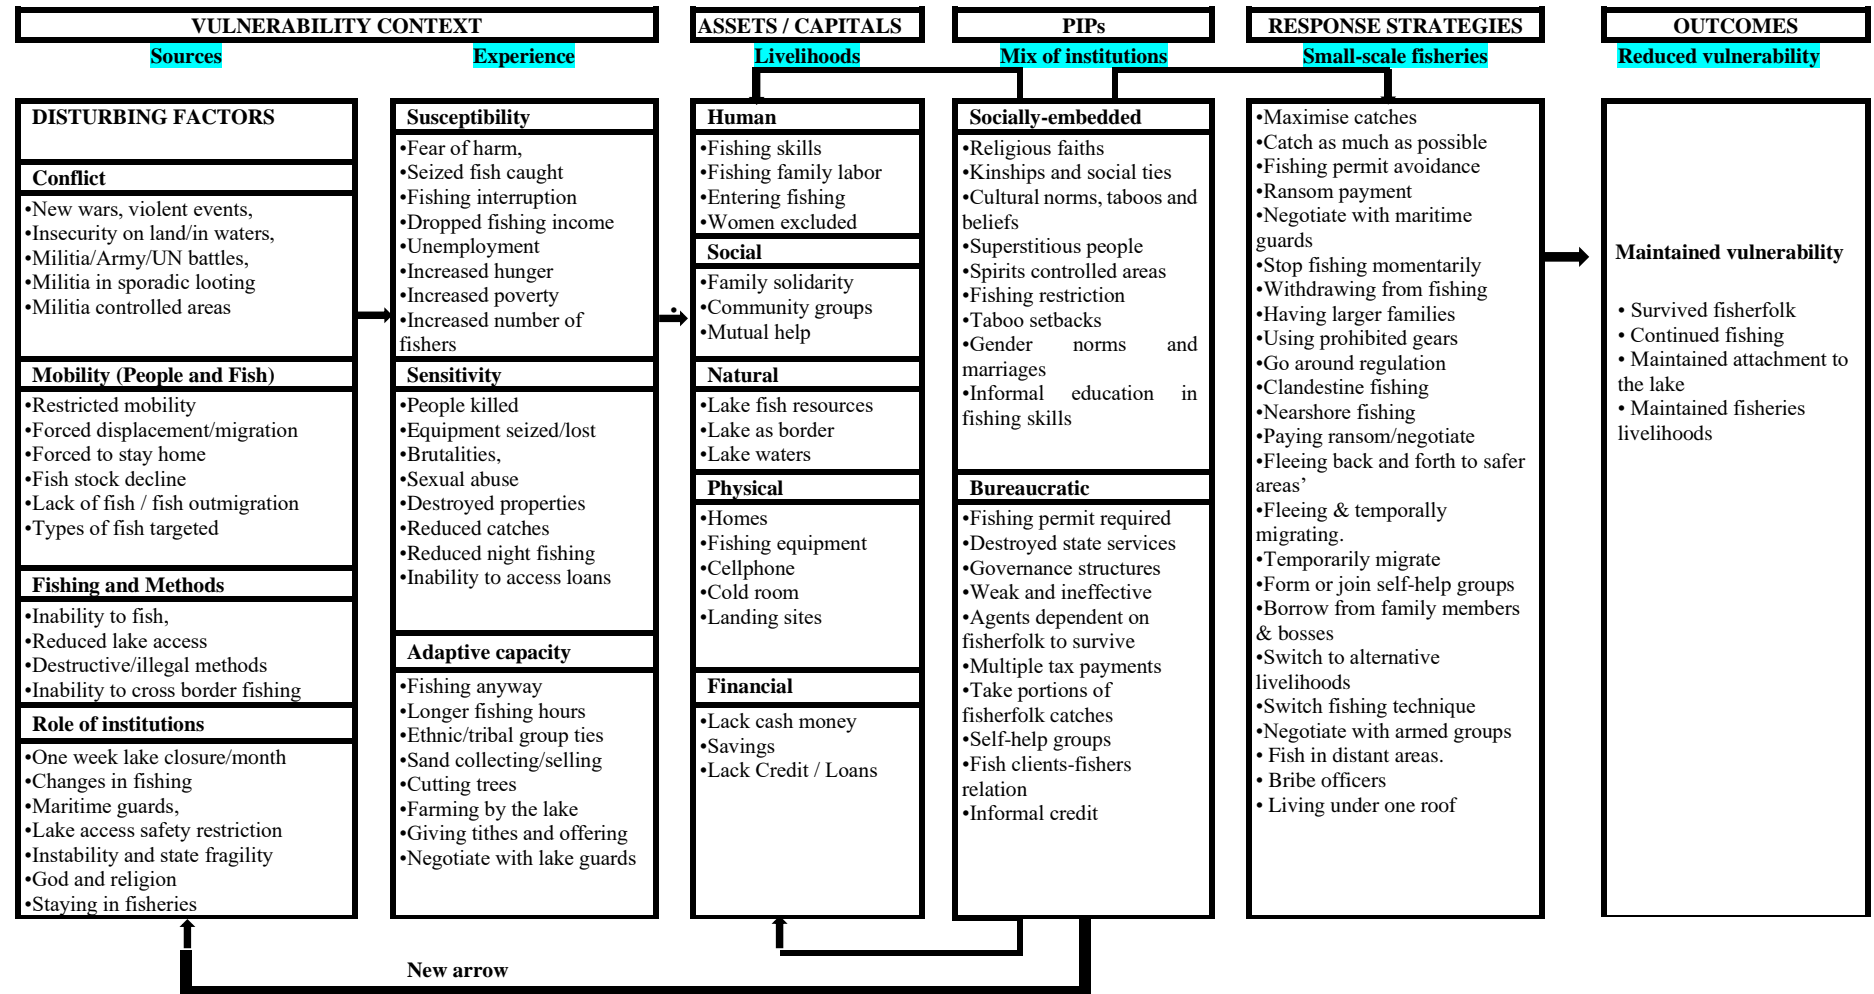 VULNERABILITY CONTEXT
Sources
Experience
DISTURBING FACTORS
Conflict
•New wars, violent events,
•Insecurity on land/in waters,
•Militia/Army/UN battles,
•Militia in sporadic looting
•Militia controlled areas
Mobility (People and Fish)
•Restricted mobility
•Forced displacement/migration
•Forced to stay home
•Fish stock decline
•Lack of fish / fish outmigration
•Types of fish targeted
Fishing and Methods
•Inability to fish,
•Reduced lake access
•Destructive/illegal methods
•Inability to cross border fishing
Role of institutions
•One week lake closure/month
•Changes in fishing
•Maritime guards,
•Lake access safety restriction
•Instability and state fragility
•God and religion
•Staying in fisheries
Susceptibility
•Fear of harm,
•Seized fish caught
•Fishing interruption
•Dropped fishing income
•Unemployment
•Increased hunger
•Increased poverty
•Increased number of
fishers
Sensitivity
•People killed
•Equipment seized/lost
•Brutalities,
•Sexual abuse
•Destroyed properties
•Reduced catches
•Reduced night fishing
•Inability to access loans
Adaptive capacity
•Fishing anyway
•Longer fishing hours
•Ethnic/tribal group ties
•Sand collecting/selling
•Cutting trees
•Farming by the lake
•Giving tithes and offering
•Negotiate with lake guards
ASSETS / CAPITALS
Livelihoods
Human
•Fishing skills
•Fishing family labor
•Entering fishing
•Women excluded
Social
•Family solidarity
•Community groups
•Mutual help
Natural
•Lake fish resources
•Lake as border
•Lake waters
Physical
•Homes
•Fishing equipment
•Cellphone
•Cold room
•Landing sites
Financial
•Lack cash money
•Savings
•Lack Credit / Loans
PIPs
Mix of institutions
Socially-embedded
•Religious faiths
•Kinships and social ties
•Cultural norms, taboos and
beliefs
•Superstitious people
•Spirits controlled areas
•Fishing restriction
•Taboo setbacks
•Gender norms and
marriages
•Informal education in
fishing skills
Bureaucratic
•Fishing permit required
•Destroyed state services
•Governance structures
•Weak and ineffective
•Agents dependent on
fisherfolk to survive
•Multiple tax payments
•Take portions of
fisherfolk catches
•Self-help groups
•Fish clients-fishers
relation
•Informal credit
RESPONSE STRATEGIES
Small-scale fisheries
•Maximise catches
•Catch as much as possible
•Fishing permit avoidance
•Ransom payment
•Negotiate with maritime
guards
•Stop fishing momentarily
•Withdrawing from fishing
•Having larger families
•Using prohibited gears
•Go around regulation
•Clandestine fishing
•Nearshore fishing
•Paying ransom/negotiate
•Fleeing back and forth to safer
areas’
•Fleeing & temporally
migrating.
•Temporarily migrate
•Form or join self-help groups
•Borrow from family members
& bosses
•Switch to alternative
livelihoods
•Switch fishing technique
•Negotiate with armed groups
• Fish in distant areas.
• Bribe officers
• Living under one roof
OUTCOMES
Reduced vulnerability
Maintained vulnerability
• Survived fisherfolk
• Continued fishing
• Maintained attachment to
the lake
• Maintained fisheries
livelihoods
New arrow